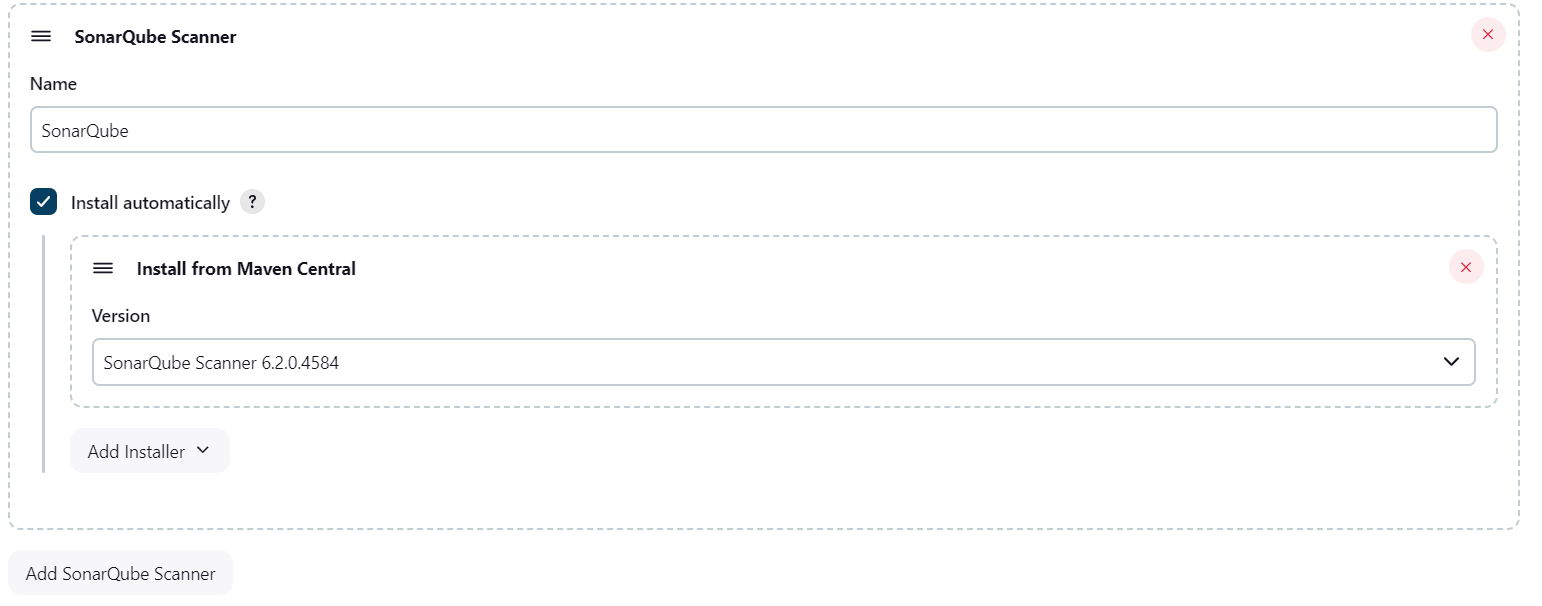 SonarQube Scanner
Name
SonarQube
Install automatically ?
Install from Maven Central
Version
SonarQube Scanner 6.2.0.4584
Add Installer
Add SonarQube Scanner